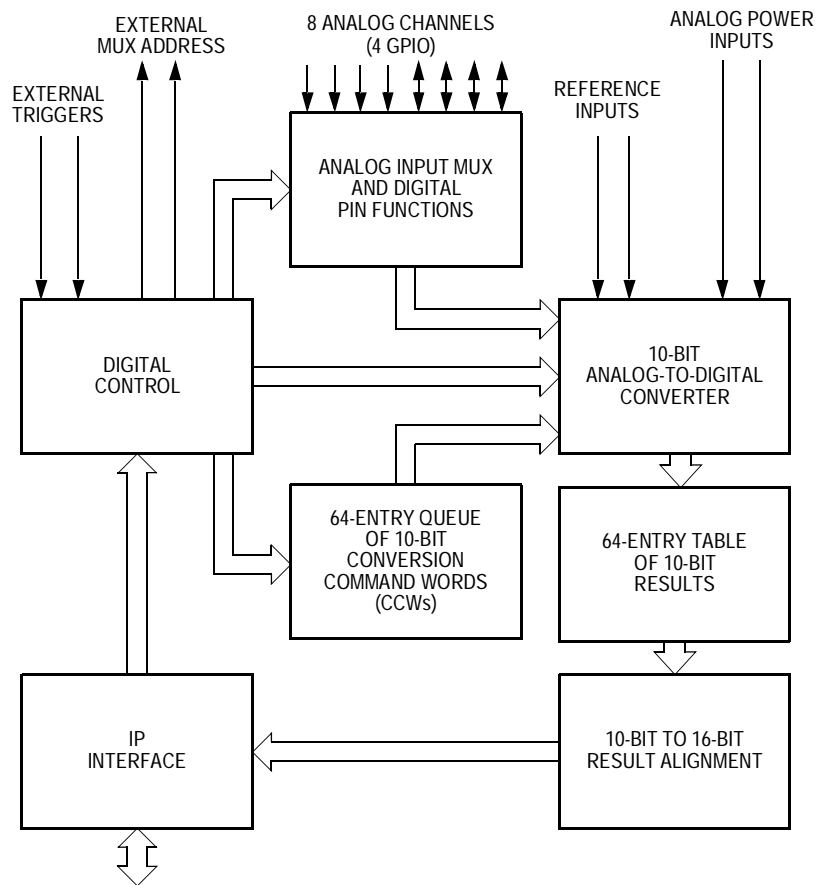 EXTERNAL
MUX ADDRESS
8 ANALOG CHANNELS
(4 GPIO)
ANALOG POWER
INPUTS
EXTERNAL
TRIGGERS
REFERENCE
INPUTS
ANALOG INPUT MUX
AND DIGITAL
PIN FUNCTIONS
DIGITAL
CONTROL
10-BIT
ANALOG-TO-DIGITAL
CONVERTER
64-ENTRY QUEUE
OF 10-BIT
CONVERSION
COMMAND WORDS
(CCWs)
64-ENTRY TABLE
OF 10-BIT
RESULTS
IP
INTERFACE
10-BIT TO 16-BIT
RESULT ALIGNMENT